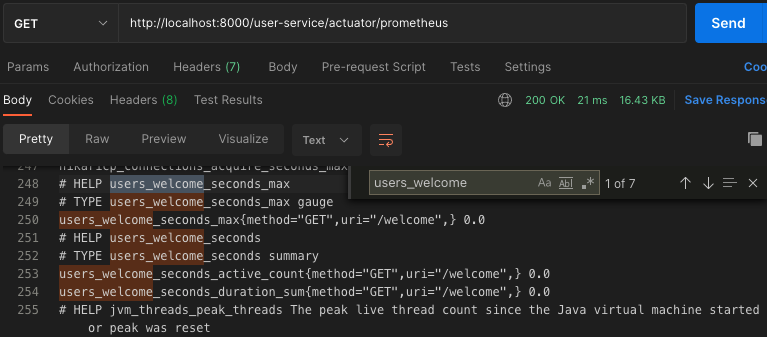 GET http://localhost:8000/user-service/actuator/prometheus Send
Params Authorization Headers (7) Body Pre-request Script Tests Settings Coo
Body Cookies Headers (8) Test Results 200 OK 21 ms 16.43 KB Save Respons
Pretty Raw Preview Visualize Text
247 hikaricp_connections_acquire_seconds_max
users_welcome Aa Abl .* 1 of 7
248 # HELP users_welcome_seconds_max
249 # TYPE users_welcome_seconds_max gauge
250 users_welcome_seconds_max{method="GET",uri="/welcome",} 0.0
251 # HELP users_welcome_seconds
252 # TYPE users_welcome_seconds summary
253 users_welcome_seconds_active_count{method="GET",uri="/welcome",} 0.0
254 users_welcome_seconds_duration_sum{method="GET",uri="/welcome",} 0.0
255 # HELP jvm_threads_peak_threads The peak live thread count since the Java virtual machine started
or peak was reset